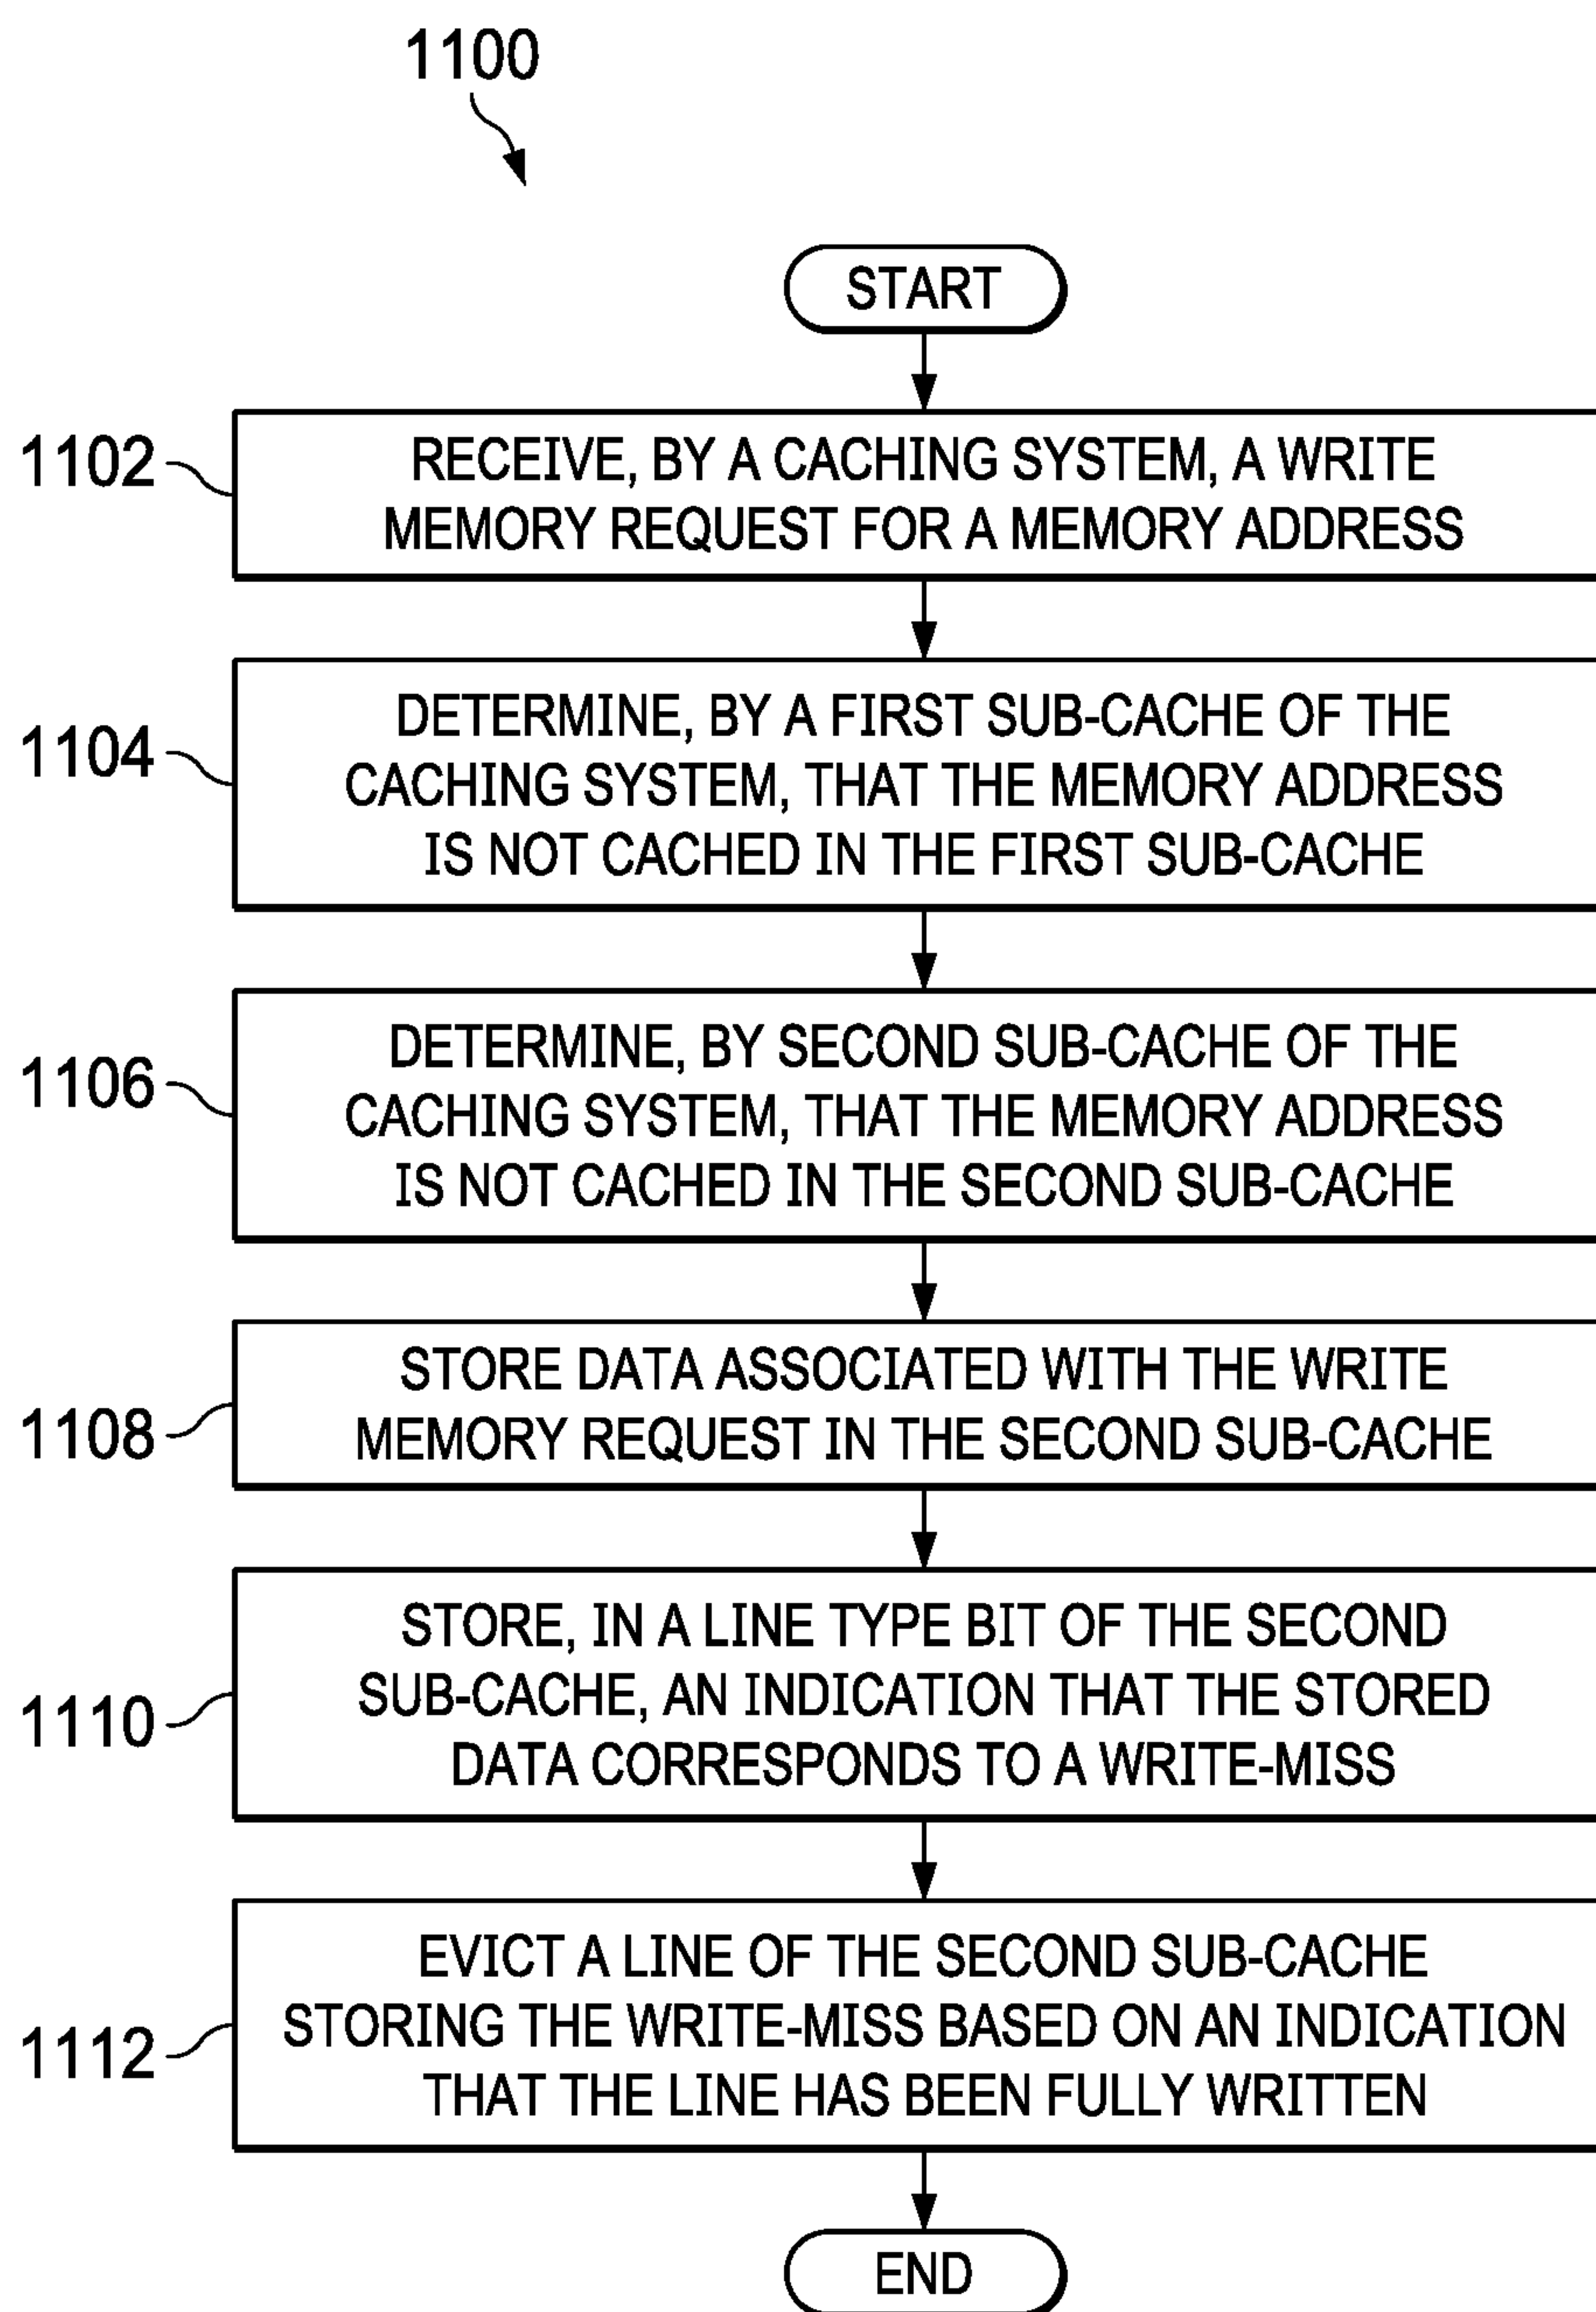 1100
START
1102
RECEIVE, BY A CACHING SYSTEM, A WRITE
MEMORY REQUEST FOR A MEMORY ADDRESS
1104
DETERMINE, BY A FIRST SUB-CACHE OF THE
CACHING SYSTEM, THAT THE MEMORY ADDRESS
IS NOT CACHED IN THE FIRST SUB-CACHE
1106
DETERMINE, BY SECOND SUB-CACHE OF THE
CACHING SYSTEM, THAT THE MEMORY ADDRESS
IS NOT CACHED IN THE SECOND SUB-CACHE
1108
STORE DATA ASSOCIATED WITH THE WRITE
MEMORY REQUEST IN THE SECOND SUB-CACHE
1110
STORE, IN A LINE TYPE BIT OF THE SECOND
SUB-CACHE, AN INDICATION THAT THE STORED
DATA CORRESPONDS TO A WRITE-MISS
1112
EVICT A LINE OF THE SECOND SUB-CACHE
STORING THE WRITE-MISS BASED ON AN INDICATION
THAT THE LINE HAS BEEN FULLY WRITTEN
END